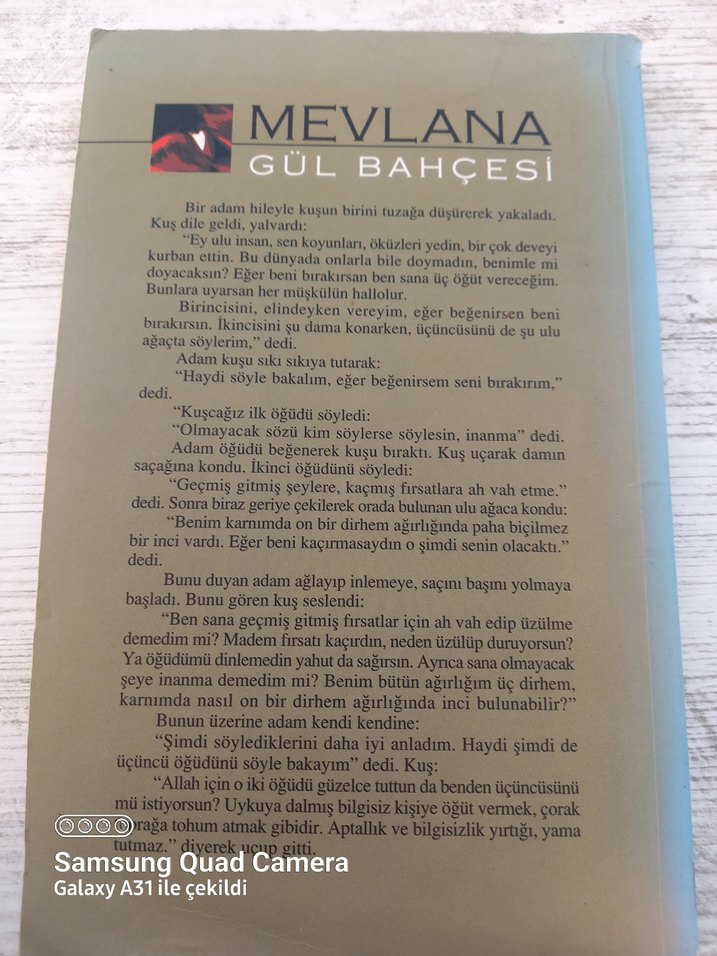 MEVLANA
GÜL BAHÇESİ
Bir adam hileyle kuşun birini tuzağa düşürerek yakaladı.
Kuş dile geldi, yalvardı:
“Ey ulu insan, sen koyunları, öküzleri yedin, bir çok deveyi
kurban ettin. Bu dünyada onlarla bile doymadın, benimle mi
doyacaksın? Eğer beni bırakırsan ben sana üç öğüt vereceğim.
Bunlara uyarsan her müşkülün hallolur.
Birincisini, elindeyken vereyim, eğer beğenirsen beni
bırakırsın. İkincisini şu dama konarken, üçüncüsünü de şu ulu
ağaçta söylerim,” dedi.
Adam kuşu sıkı sıkıya tutarak:
“Haydi söyle bakalım, eğer beğenirsem seni bırakırım,”
dedi.
“Kuşcağız ilk öğüdü söyledi:
“Olmayacak sözü kim söylerse söylesin, inanma” dedi.
Adam öğüdü beğenerek kuşu bıraktı. Kuş uçarak damın
saçağına kondu. İkinci öğüdünü söyledi:
“Geçmiş gitmiş şeylere, kaçmış fırsatlara ah vah etme.”
dedi. Sonra biraz geriye çekilerek orada bulunan ulu ağaca kondu:
“Benim karnımda on bir dirhem ağırlığında paha biçilmez
bir inci vardı. Eğer beni kaçırmasaydın o şimdi senin olacaktı.”
dedi.
Bunu duyan adam ağlayıp inlemeye, saçını başını yolmaya
başladı. Bunu gören kuş seslendi:
“Ben sana geçmiş gitmiş fırsatlar için ah vah edip üzülme
demedim mi? Madem fırsatı kaçırdın, neden üzülüp duruyorsun?
Ya öğüdümü dinlemedin yahut da sağırsın. Ayrıca sana olmayacak
şeye inanma demedim mi? Benim bütün ağırlığım üç dirhem,
karnımda nasıl on bir dirhem ağırlığında inci bulunabilir?”
Bunun üzerine adam kendi kendine:
“Şimdi söylediklerini daha iyi anladım. Haydi şimdi de
üçüncü öğüdünü söyle bakayım” dedi. Kuş:
“Allah için o iki öğüdü güzelce tuttun da benden üçüncüsünü
mü istiyorsun? Uykuya dalmış bilgisiz kişiye öğüt vermek, çorak
toprağa tohum atmak gibidir. Aptallık ve bilgisizlik yırtığı, yama
tutmaz.” diyerek uçup gitti.
Samsung Quad Camera
Galaxy A31 ile çekildi